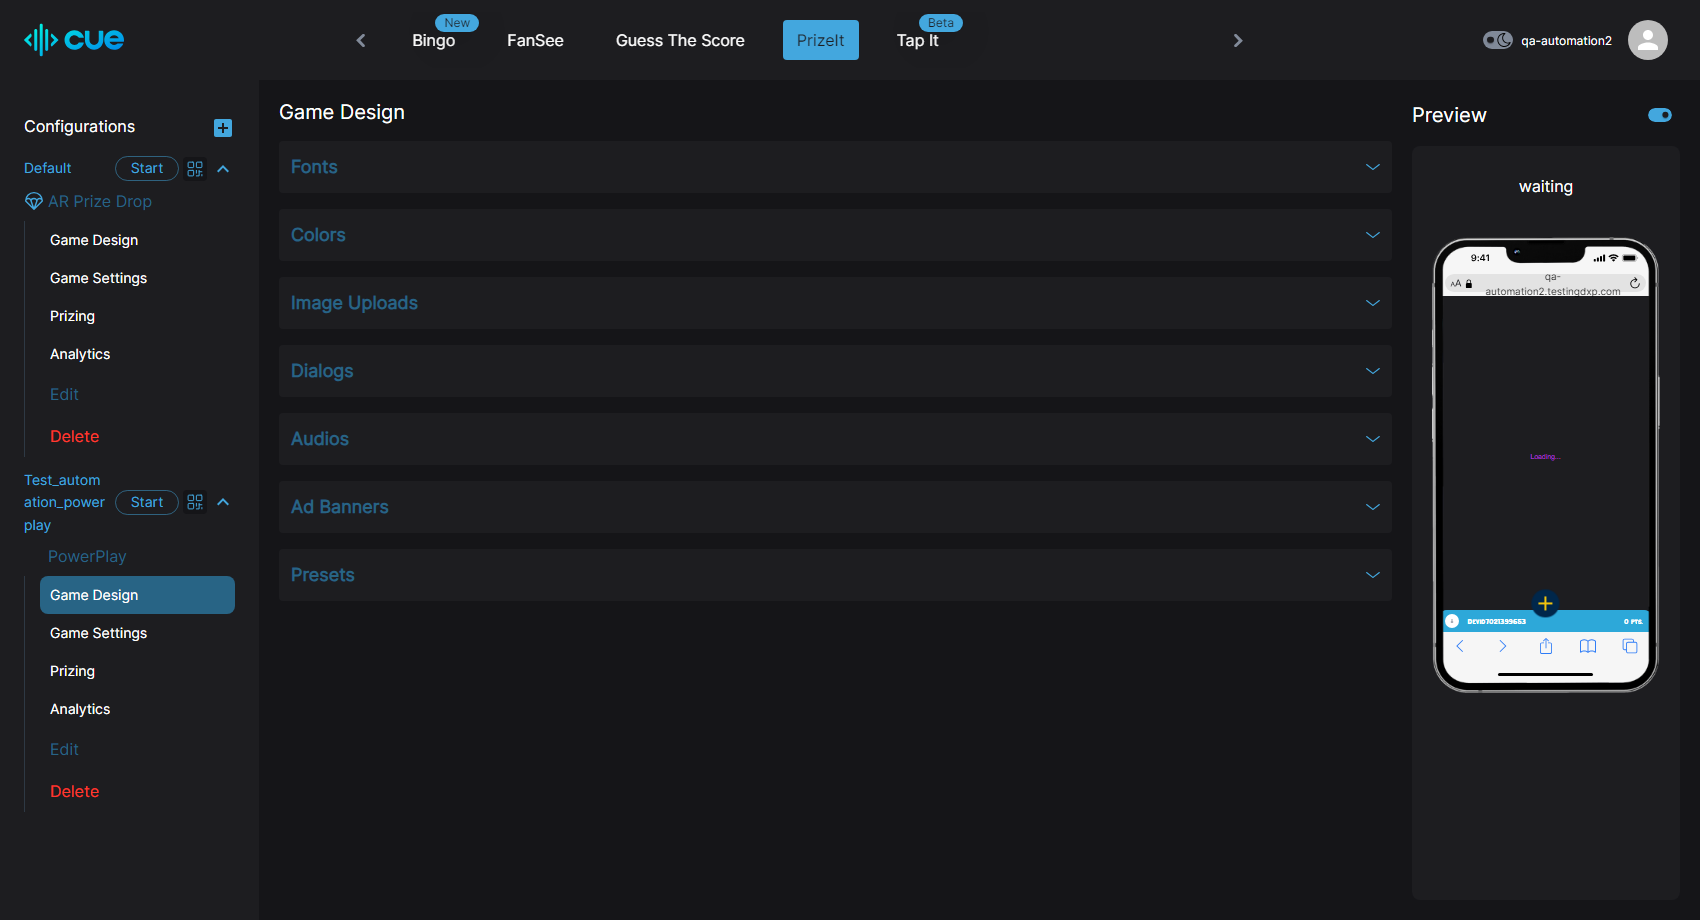 cue
New
Bingo
FanSee
Guess The Score
PrizeIt
Beta
Tap It
qa-automation2
Configurations
Default
Start
AR Prize Drop
Game Design
Game Settings
Prizing
Analytics
Edit
Delete
Test_autom
ation_power
play
Start
PowerPlay
Game Design
Game Settings
Prizing
Analytics
Edit
Delete
Game Design
Fonts
Colors
Image Uploads
Dialogs
Audios
Ad Banners
Presets
Preview
waiting
9:41
AA
qa-
automation2.testingdxp.com
Loading...
0 PTS.